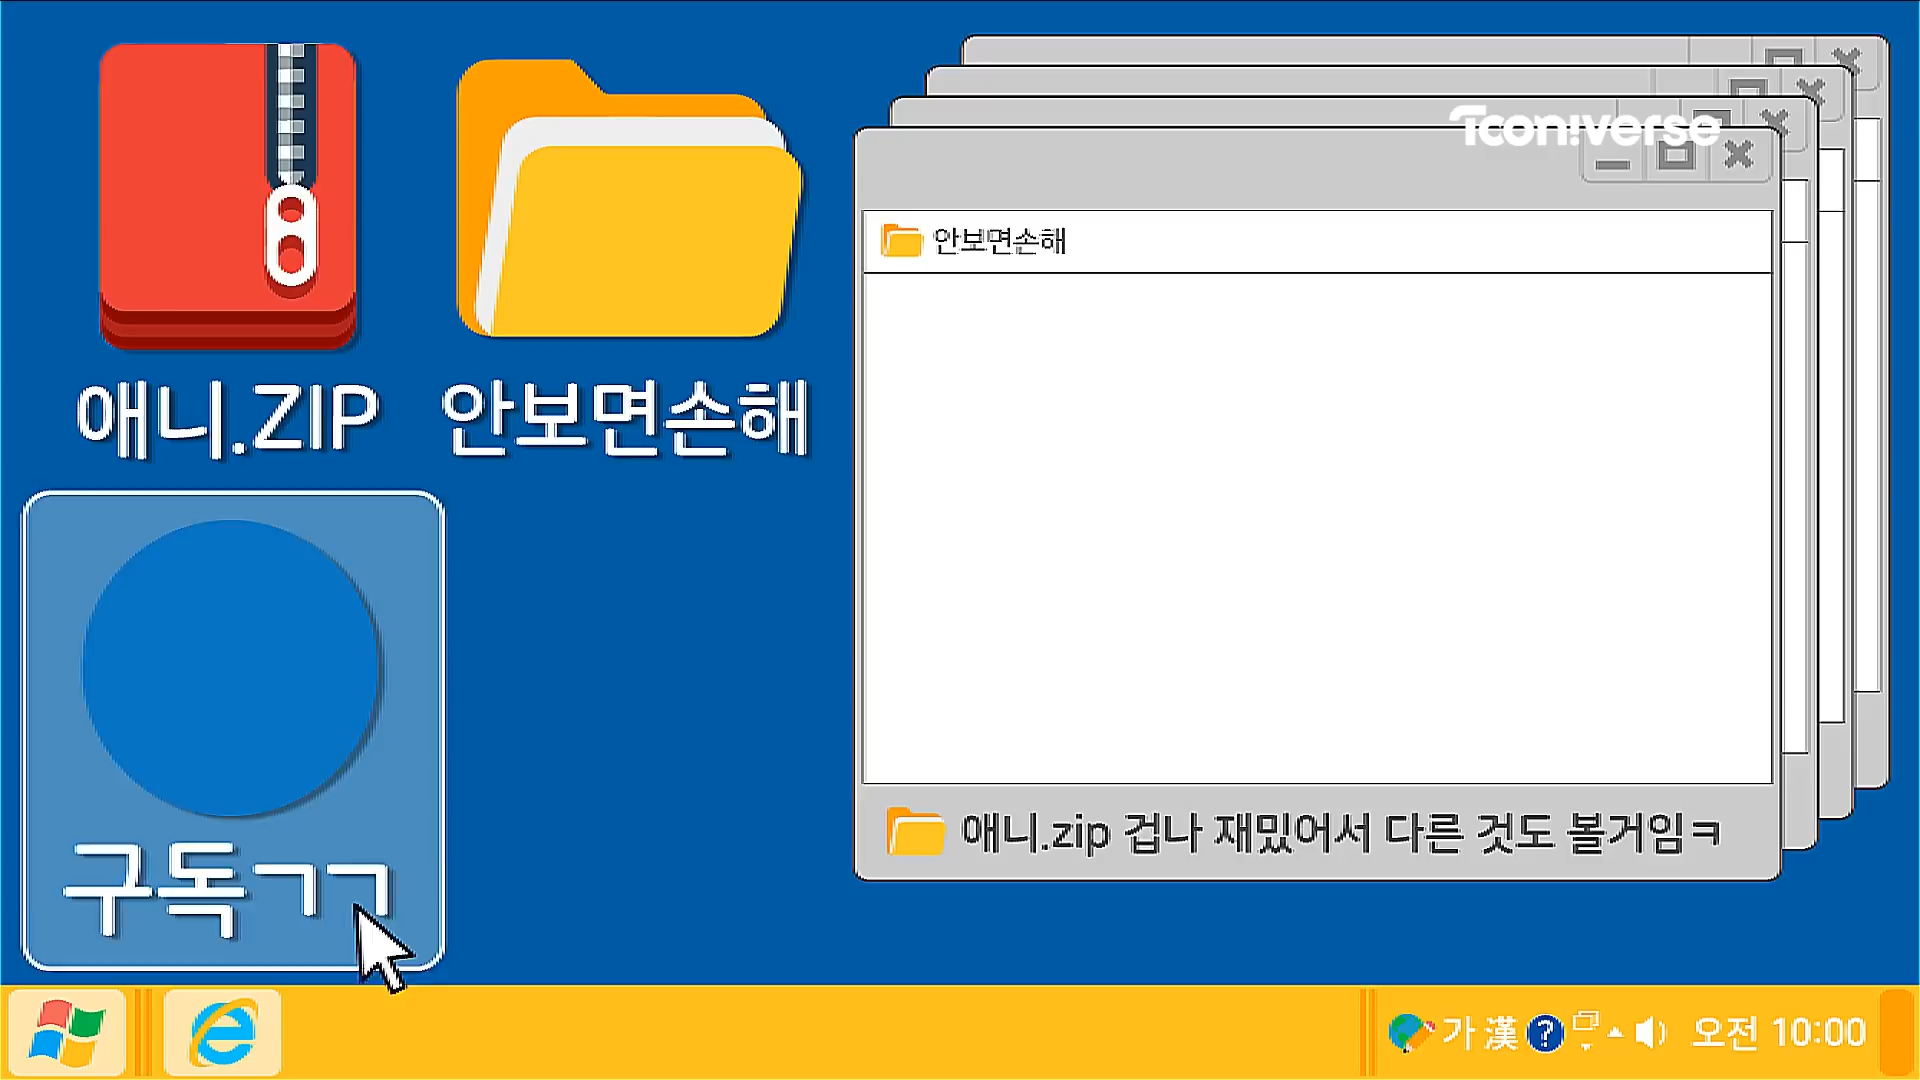 애니.ZIP
안보면손해
구독ㄱㄱ
iconiverse
안보면손해
애니.zip 겁나 재밌어서 다른 것도 볼거임ㅋ
가 漢 ? 오전 10:00